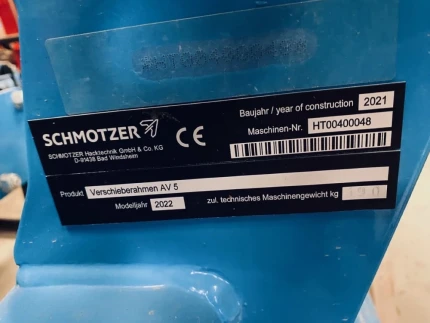 SCHMOTZER
SCHMOTZER Hacktechnik GmbH & Co. KG
D-91438 Bad Windsheim
CE
Baujahr / year of construction 2021
Maschinen-Nr. HT00400048
Produkt Verschieberahmen AV 5
Modelljahr 2022 zul. technisches Maschinengewicht kg